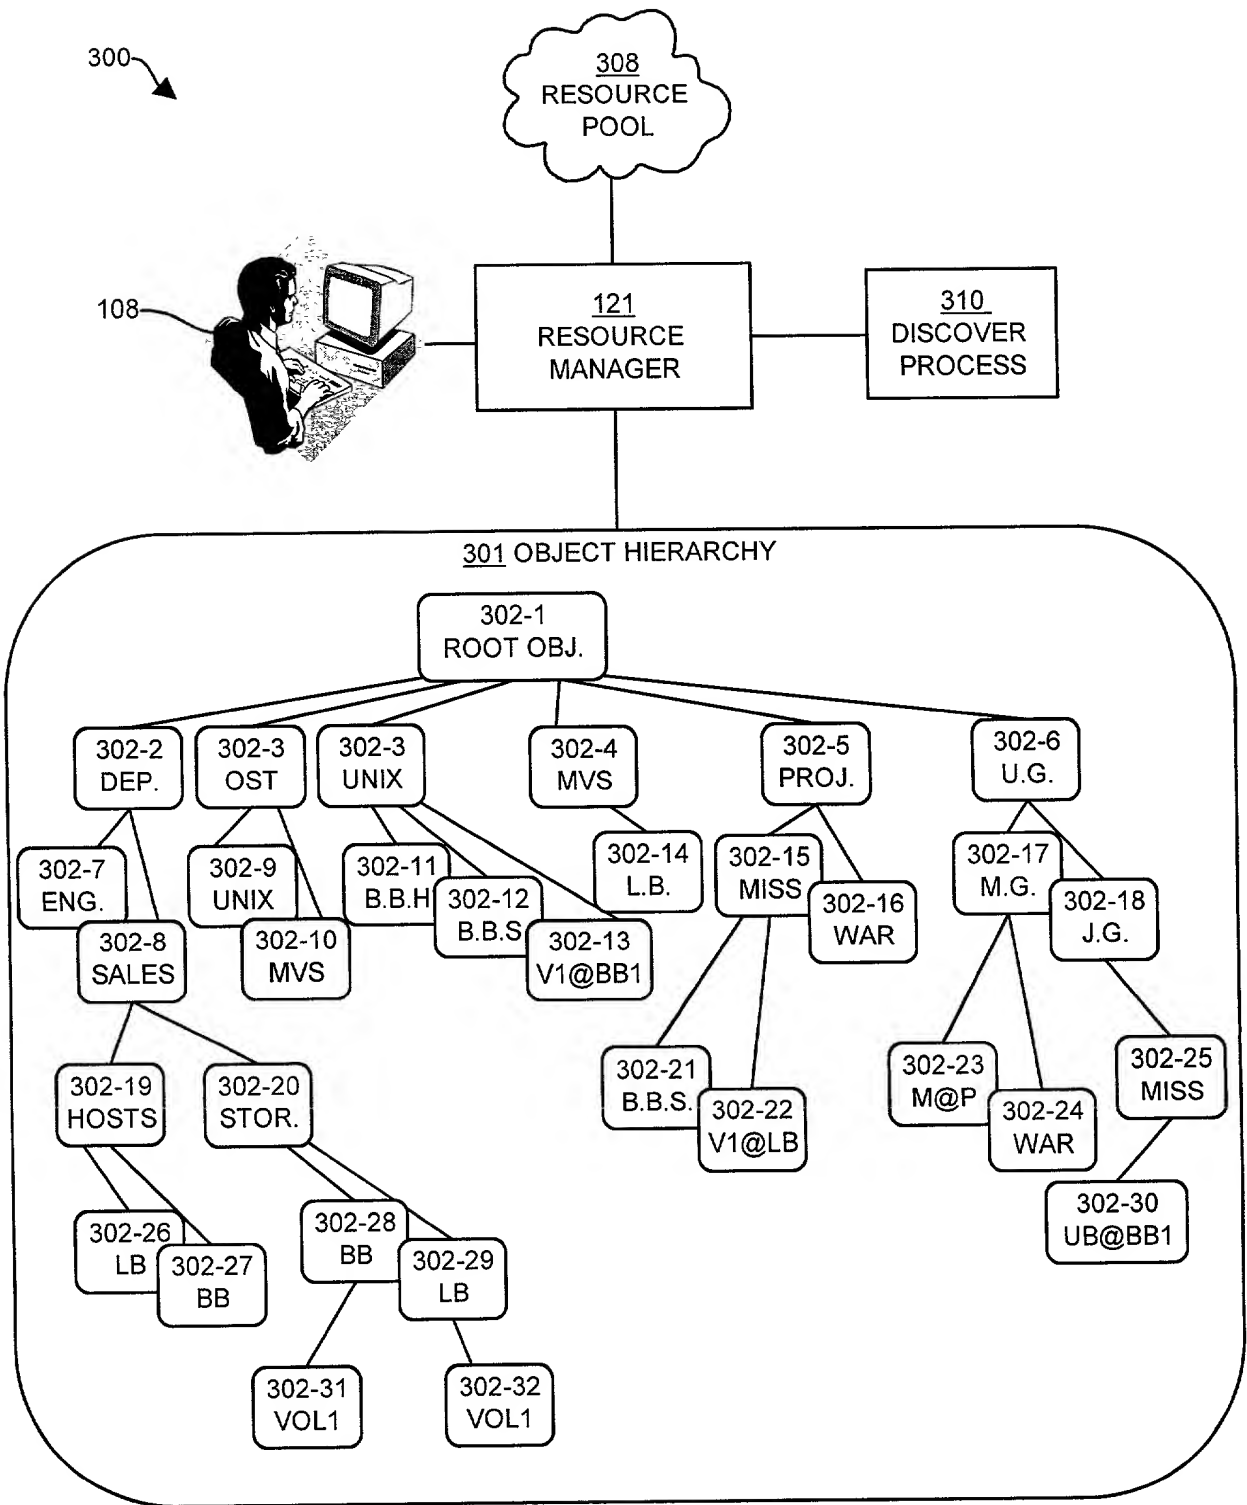 300
308
RESOURCE
POOL
108
121
RESOURCE
MANAGER
310
DISCOVER
PROCESS
301 OBJECT HIERARCHY
302-1
ROOT OBJ.
302-2
DEP.
302-3
OST
302-3
UNIX
302-4
MVS
302-5
PROJ.
302-6
U.G.
302-7
ENG.
302-8
SALES
302-9
UNIX
302-10
MVS
302-11
B.B.H
302-12
B.B.S
302-13
V1@BB1
302-14
L.B.
302-15
MISS
302-16
WAR
302-17
M.G.
302-18
J.G.
302-19
HOSTS
302-20
STOR.
302-21
B.B.S.
302-22
V1@LB
302-23
M@P
302-24
WAR
302-25
MISS
302-26
LB
302-27
BB
302-28
BB
302-29
LB
302-30
UB@BB1
302-31
VOL1
302-32
VOL1